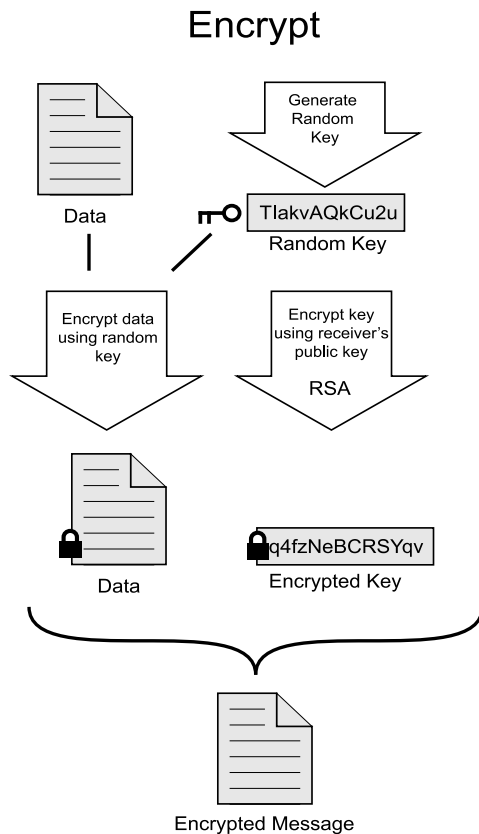 Encrypt
Generate
Random
Key
TIakvAQkCu2u
Data
Random Key
Encrypt data
using random
key
Encrypt key
using receiver's
public key
RSA
q4fzNeBCRSYqv
Data
Encrypted Key
Encrypted Message